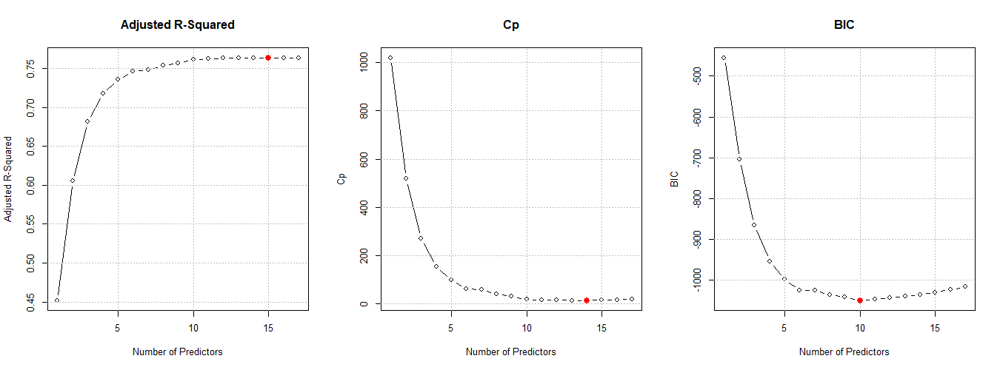 Adjusted R-Squared
Adjusted R-Squared
0.75
0.70
0.65
0.60
0.55
0.50
0.45
5 10 15
Number of Predictors
Cp
Cp
1000
800
600
400
200
0
5 10 15
Number of Predictors
BIC
BIC
-500
-600
-700
-800
-900
-1000
5 10 15
Number of Predictors